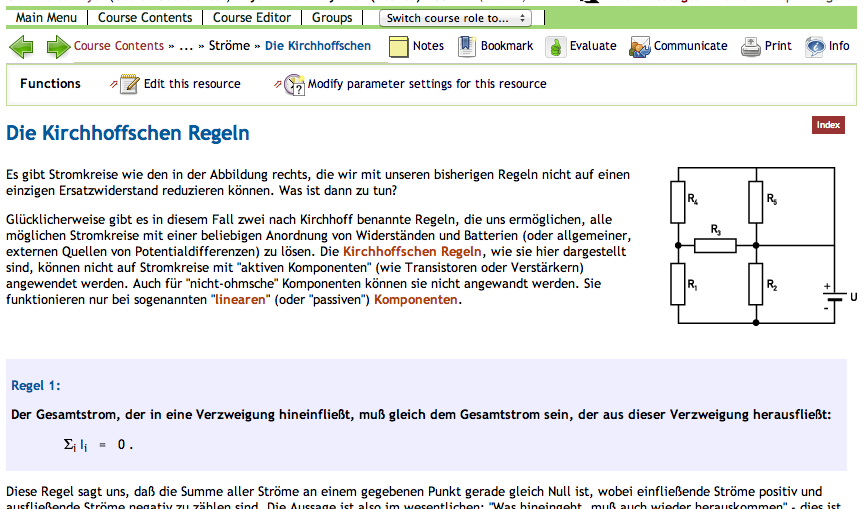 Main Menu | Course Contents | Course Editor | Groups | Switch course role to...
Course Contents » ... » Ströme » Die Kirchhoffschen Notes Bookmark Evaluate Communicate Print Info
Functions Edit this resource Modify parameter settings for this resource
Index
Die Kirchhoffschen Regeln
Es gibt Stromkreise wie den in der Abbildung rechts, die wir mit unseren bisherigen Regeln nicht auf einen
einzigen Ersatzwiderstand reduzieren können. Was ist dann zu tun?
Glücklicherweise gibt es in diesem Fall zwei nach Kirchhoff benannte Regeln, die uns ermöglichen, alle
möglichen Stromkreise mit einer beliebigen Anordnung von Widerständen und Batterien (oder allgemeiner,
externen Quellen von Potentialdifferenzen) zu lösen. Die Kirchhoffschen Regeln, wie sie hier dargestellt
sind, können nicht auf Stromkreise mit "aktiven Komponenten" (wie Transistoren oder Verstärkern)
angewendet werden. Auch für "nicht-ohmsche" Komponenten können sie nicht angewandt werden. Sie
funktionieren nur bei sogenannten "linearen" (oder "passiven") Komponenten.
R₄ R₅
R₃
R₁ R₂
+ U
-
Regel 1:
Der Gesamtstrom, der in eine Verzweigung hineinfließt, muß gleich dem Gesamtstrom sein, der aus dieser Verzweigung herausfließt:
Σᵢ Iᵢ = 0 .
Diese Regel sagt uns, daß die Summe aller Ströme an einem gegebenen Punkt gerade gleich Null ist, wobei einfließende Ströme positiv und
ausfließende Ströme negativ zu zählen sind. Die Aussage ist also im wesentlichen: "Was hineingeht, muß auch wieder herauskommen" - dies ist